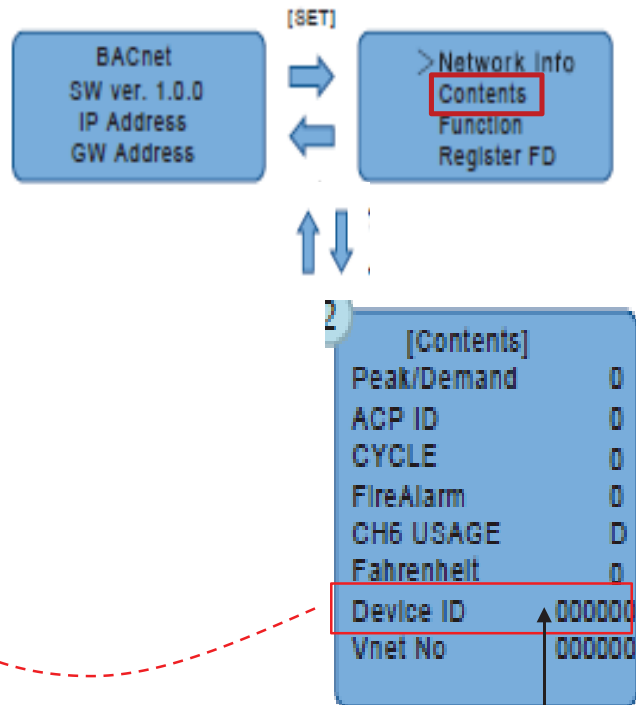 [SET]
BACnet
SW ver. 1.0.0
IP Address
GW Address
>Network Info
Contents
Function
Register FD
2
[Contents]
Peak/Demand 0
ACP ID 0
CYCLE 0
FireAlarm 0
CH6 USAGE D
Fahrenheit 0
Device ID 000000
Vnet No 000000